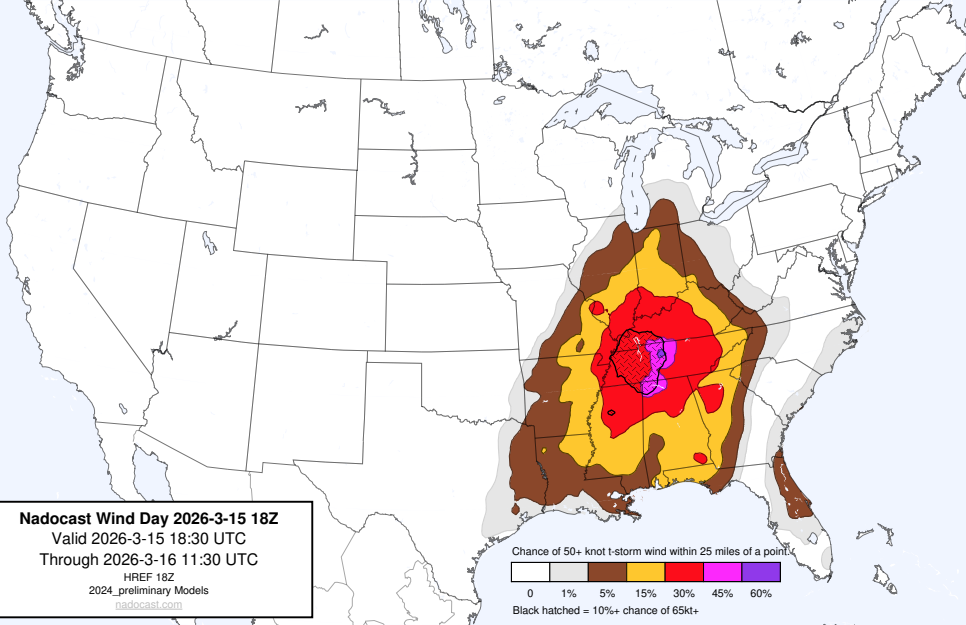 Nadocast Wind Day 2026-3-15 18Z
Valid 2026-3-15 18:30 UTC
Through 2026-3-16 11:30 UTC
HREF 18Z
2024_preliminary Models
nadocast.com
Chance of 50+ knot t-storm wind within 25 miles of a point.
0 1% 5% 15% 30% 45% 60%
Black hatched = 10%+ chance of 65kt+